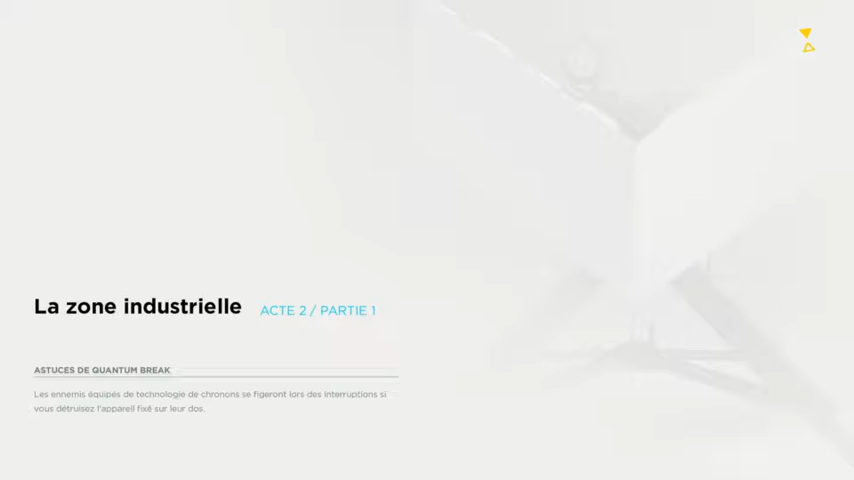 La zone industrielle ACTE 2 / PARTIE 1
ASTUCES DE QUANTUM BREAK
Les ennemis équipés de technologie de chronons se figeront lors des interruptions si
vous détruisez l'appareil fixé sur leur dos.